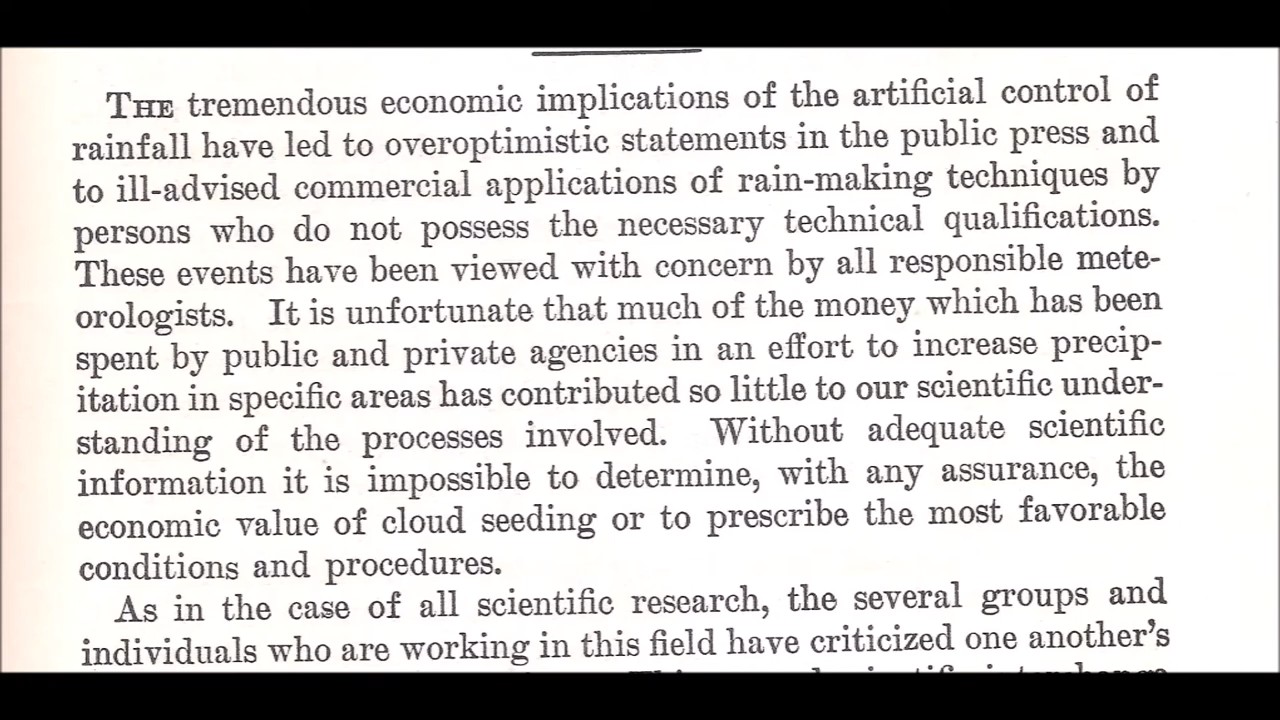 THE tremendous economic implications of the artificial control of
rainfall have led to overoptimistic statements in the public press and
to ill-advised commercial applications of rain-making techniques by
persons who do not possess the necessary technical qualifications.
These events have been viewed with concern by all responsible mete-
orologists. It is unfortunate that much of the money which has been
spent by public and private agencies in an effort to increase precip-
itation in specific areas has contributed so little to our scientific under-
standing of the processes involved. Without adequate scientific
information it is impossible to determine, with any assurance, the
economic value of cloud seeding or to prescribe the most favorable
conditions and procedures.
As in the case of all scientific research, the several groups and
individuals who are working in this field have criticized one another's